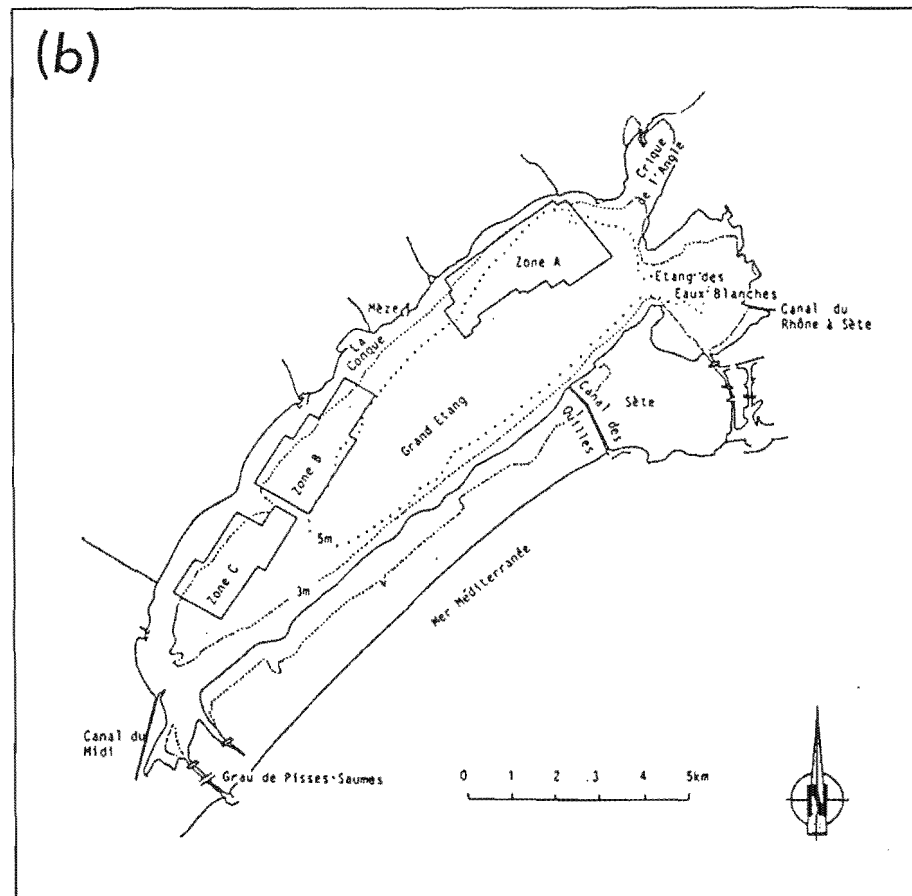 (b)
Crique
de l'Angle
Zone A
Etang des
Eaux Blanches
Canal du
Rhône à Sète
Mèze
La
Conque
Sète
Canal des
Quilles
Grand Etang
Zone B
5m
Zone C
3m
Mer Méditerranée
Canal du
Midi
Grau de Pisses-Saumes
0 1 2 .3 4 5km
N